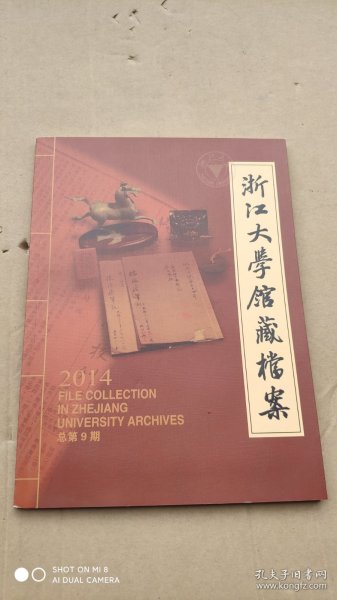 浙江大學館藏檔案
2014
FILE COLLECTION
IN ZHEJIANG
UNIVERSITY ARCHIVES
总第9期
SHOT ON MI 8
AI DUAL CAMERA
孔夫子旧书网
www.kongfz.com